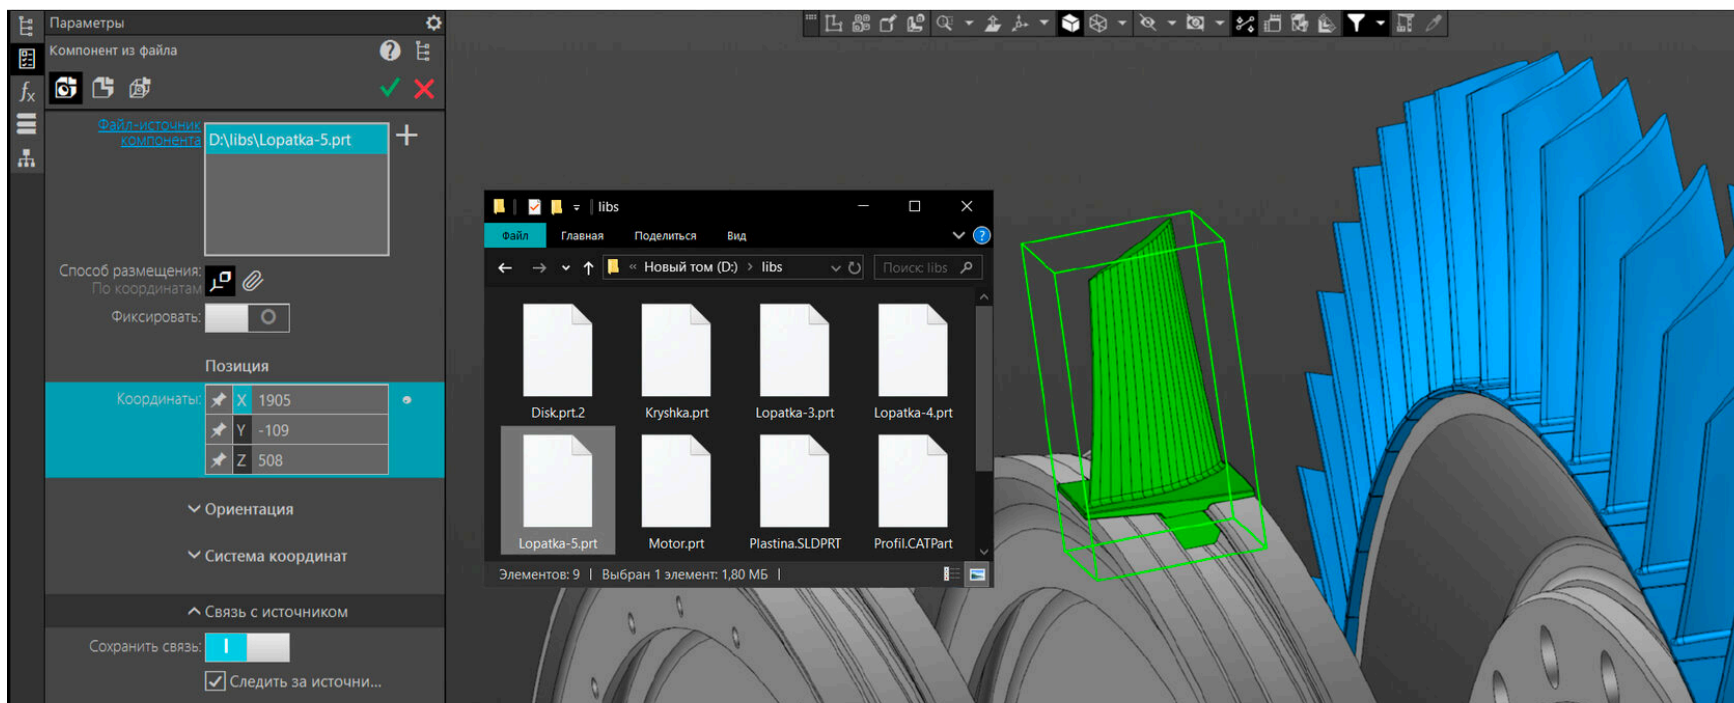 Параметры
Компонент из файла
Файл-источник
компонента
D:\libs\Lopatka-5.prt
Способ размещения:
По координатам
Фиксировать:
Позиция
Координаты:
X 1905
Y -109
Z 508
Ориентация
Система координат
Связь с источником
Сохранить связь:
Следить за источни...
libs
Файл Главная Поделиться Вид
« Новый том (D:) > libs
Поиск: libs
Disk.prt.2 Kryshka.prt Lopatka-3.prt Lopatka-4.prt
Lopatka-5.prt Motor.prt Plastina.SLDPRT Profil.CATPart
Элементов: 9 | Выбран 1 элемент: 1,80 МБ |